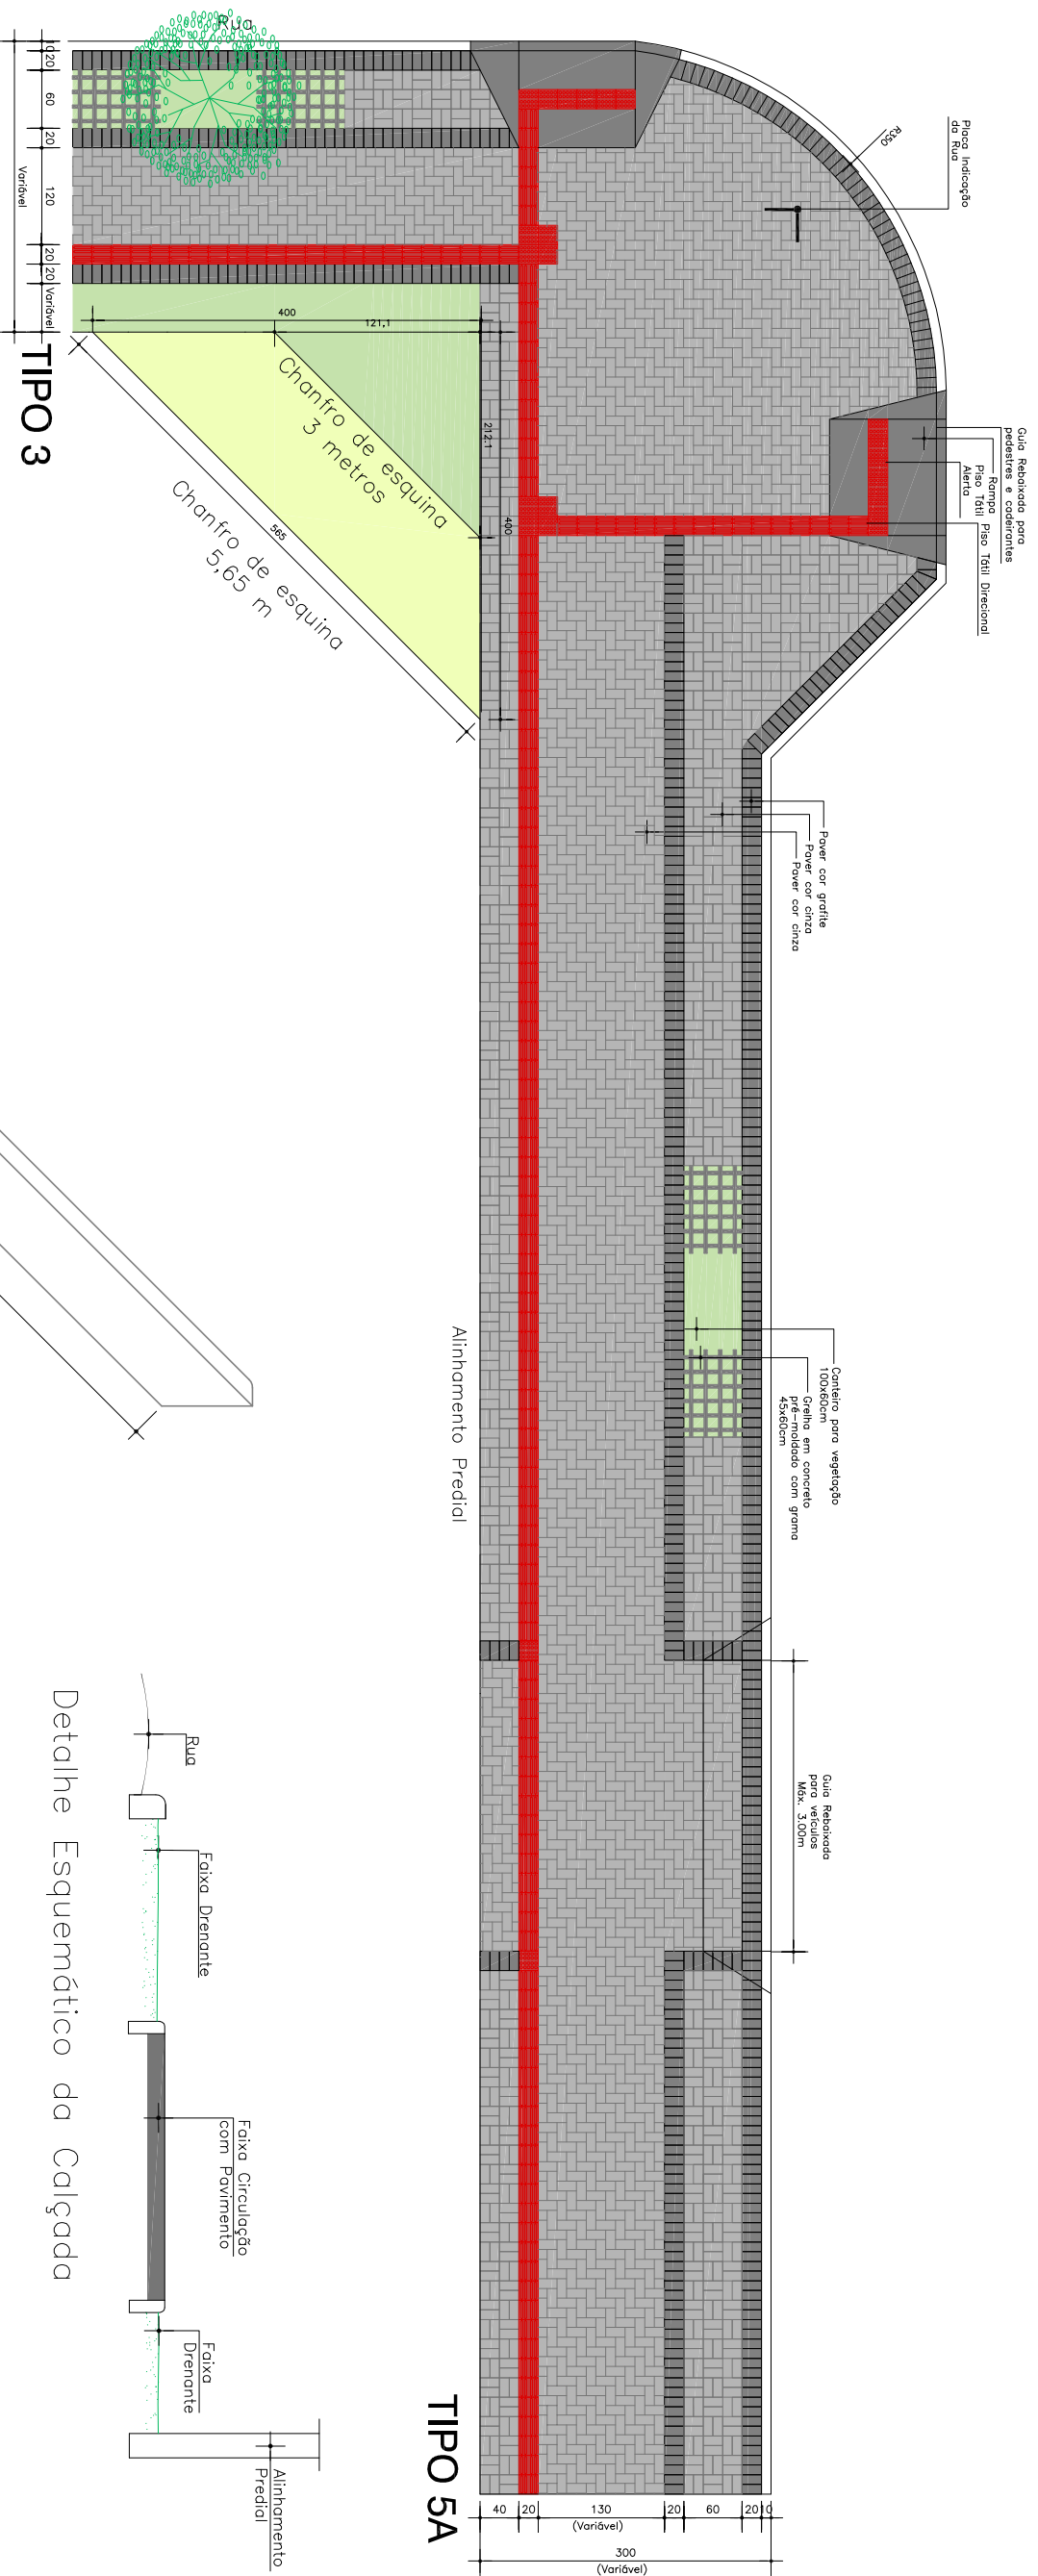 Rua
Placa Indicação
da Rua
R350
Guia Rebaixada para
pedestres e cadeirantes
Rampa
Piso Tátil
Alerta
Piso Tátil Direcional
10
20
60
20
120
20
20
Variável
Variável
TIPO 3
400
121,1
212.1
400
Chanfro de esquina
3 metros
565
Chanfro de esquina
5,65 m
Paver cor grafite
Paver cor cinza
Paver cor cinza
Canteiro para vegetação
100x60cm
Grelha em concreto
pré-moldado com grama
45x60cm
Alinhamento Predial
Guia Rebaixada
para veículos
Máx. 3.00m
TIPO 5A
40
20
130
(Variável)
20
60
20
10
300
(Variável)
Rua
Faixa Drenante
Faixa Circulação
com Pavimento
Faixa
Drenante
Alinhamento
Predial
Detalhe Esquemático da Calçada